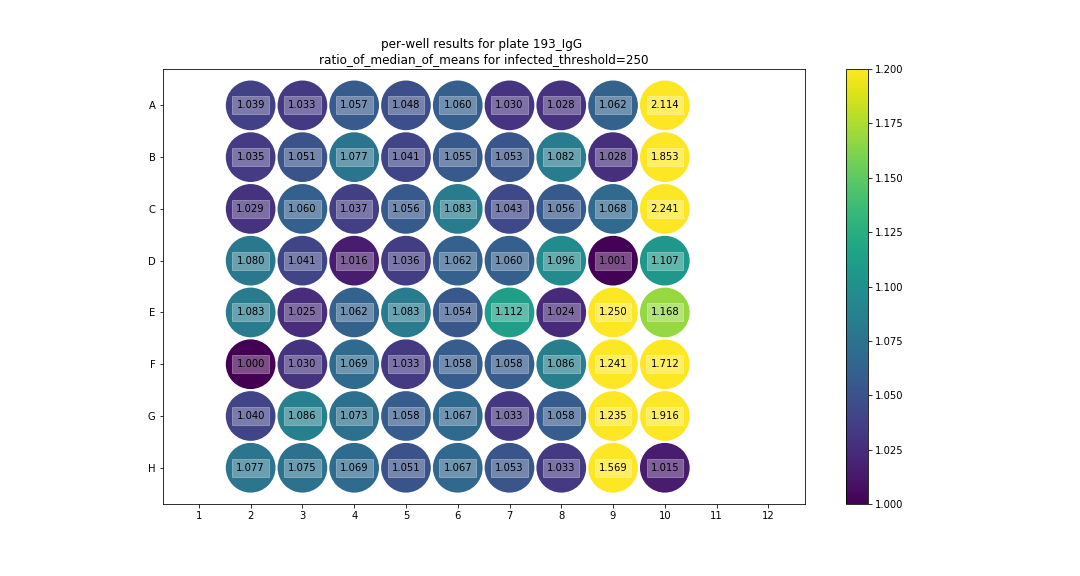 per-well results for plate 193_IgG
ratio_of_median_of_means for infected_threshold=250
A 1.039 1.033 1.057 1.048 1.060 1.030 1.028 1.062 2.114
B 1.035 1.051 1.077 1.041 1.055 1.053 1.082 1.028 1.853
C 1.029 1.060 1.037 1.056 1.083 1.043 1.056 1.068 2.241
D 1.080 1.041 1.016 1.036 1.062 1.060 1.096 1.001 1.107
E 1.083 1.025 1.062 1.083 1.054 1.112 1.024 1.250 1.168
F 1.000 1.030 1.069 1.033 1.058 1.058 1.086 1.241 1.712
G 1.040 1.086 1.073 1.058 1.067 1.033 1.058 1.235 1.916
H 1.077 1.075 1.069 1.051 1.067 1.053 1.033 1.569 1.015
1 2 3 4 5 6 7 8 9 10 11 12
1.200
1.175
1.150
1.125
1.100
1.075
1.050
1.025
1.000